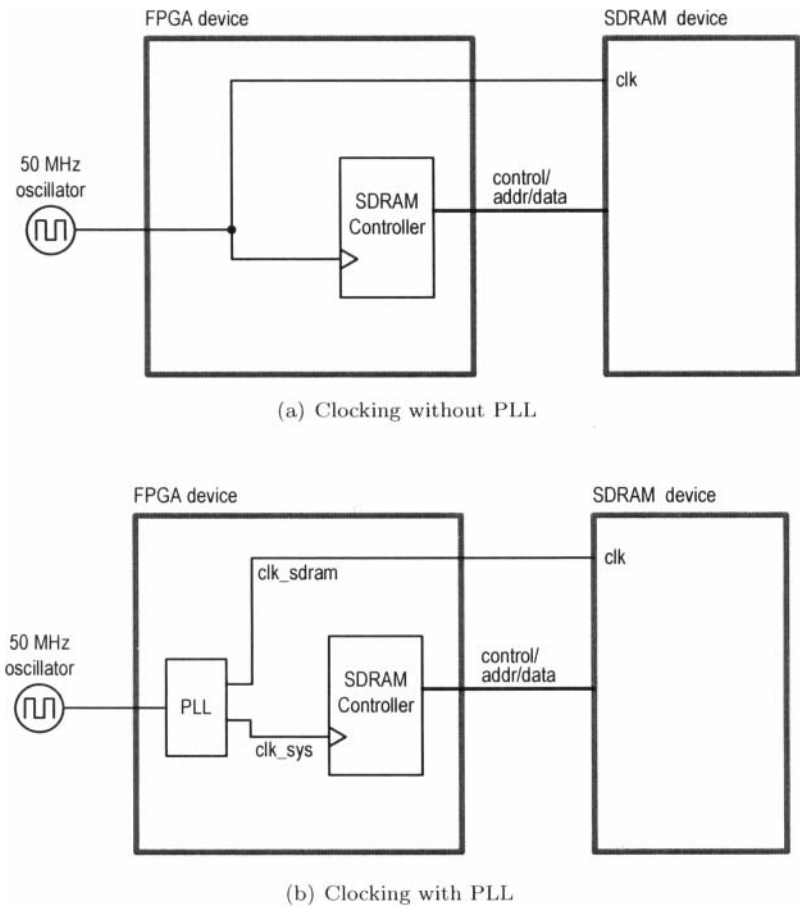 FPGA device
SDRAM device
clk
50 MHz
oscillator
SDRAM
Controller
control/
addr/data
(a) Clocking without PLL
FPGA device
SDRAM device
clk
clk_sdram
50 MHz
oscillator
PLL
SDRAM
Controller
control/
addr/data
clk_sys
(b) Clocking with PLL